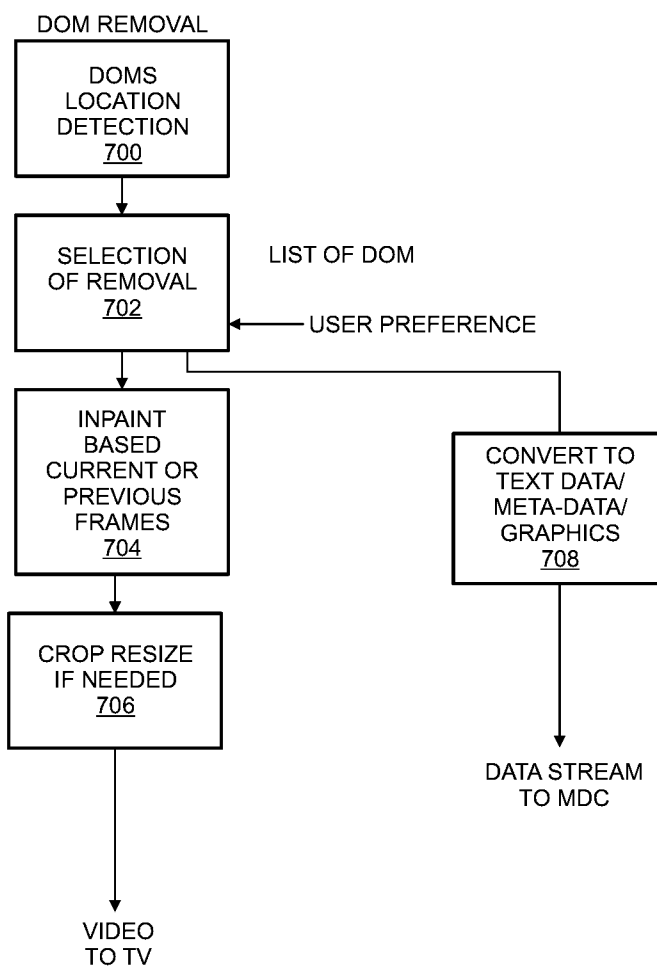 DOM REMOVAL
DOMS
LOCATION
DETECTION
700
SELECTION
OF REMOVAL
702
LIST OF DOM
USER PREFERENCE
INPAINT
BASED
CURRENT OR
PREVIOUS
FRAMES
704
CONVERT TO
TEXT DATA/
META-DATA/
GRAPHICS
708
CROP RESIZE
IF NEEDED
706
DATA STREAM
TO MDC
VIDEO
TO TV